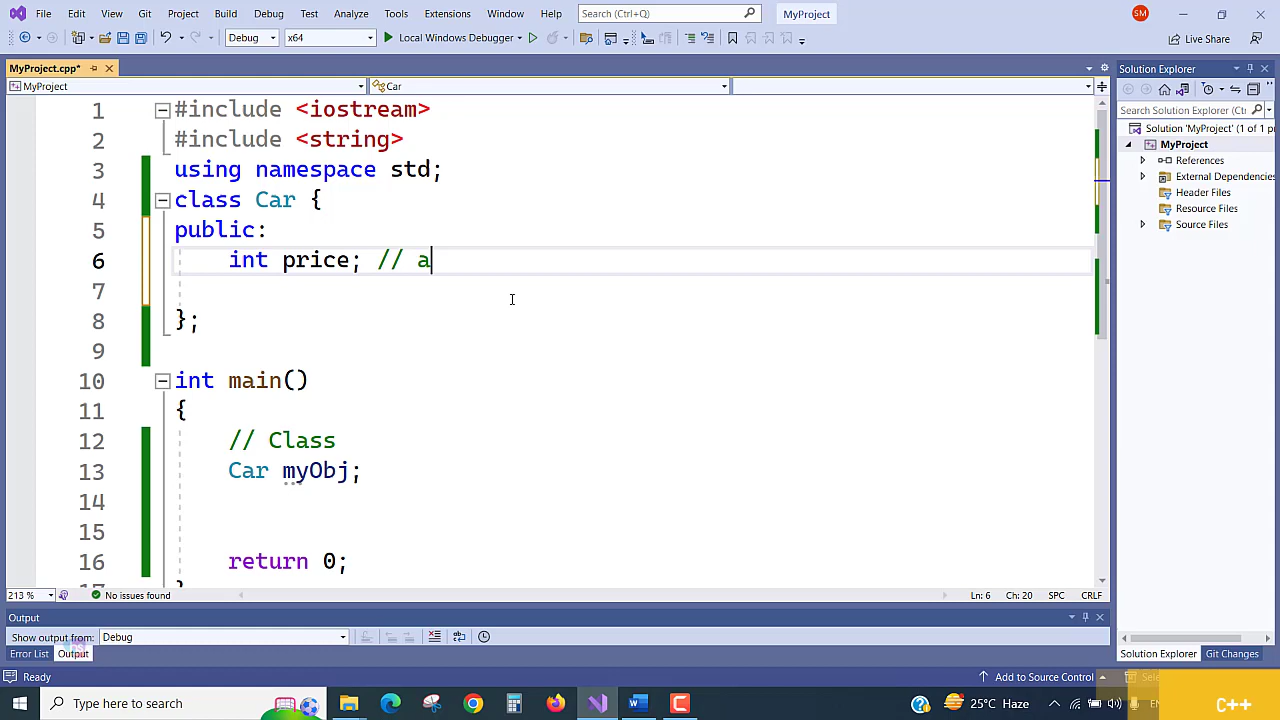 File Edit View Git Project Build Debug Test Analyze Tools Extensions Window Help Search (Ctrl+Q) MyProject SM
Debug x64 Local Windows Debugger Live Share
MyProject.cpp*
MyProject Car
1 #include <iostream>
2 #include <string>
3 using namespace std;
4 class Car {
5 public:
6 int price; // a
7
8 };
9
10 int main()
11 {
12 // Class
13 Car myObj;
14
15
16 return 0;
213 % No issues found Ln: 6 Ch: 20 SPC CRLF
Output
Show output from: Debug
Error List Output
Solution Explorer
Search Solution Explorer (Ctrl
Solution 'MyProject' (1 of 1 p
MyProject
References
External Dependencies
Header Files
Resource Files
Source Files
Solution Explorer Git Changes
Ready Add to Source Control
Type here to search 25°C Haze C++